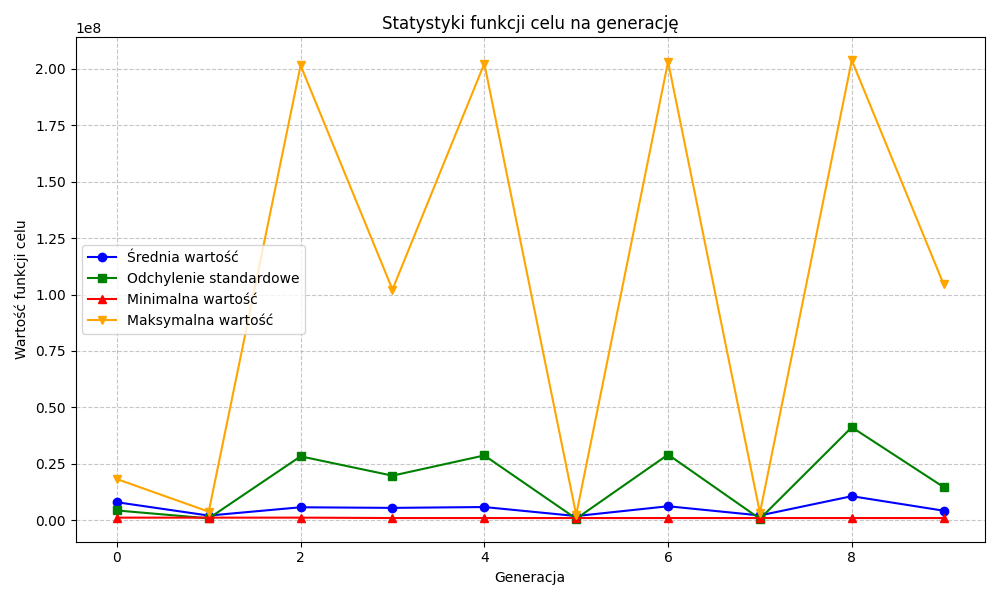 Statystyki funkcji celu na generację
1e8
2.00
1.75
1.50
1.25
1.00
0.75
0.50
0.25
0.00
Wartość funkcji celu
Średnia wartość
Odchylenie standardowe
Minimalna wartość
Maksymalna wartość
0
2
4
6
8
Generacja